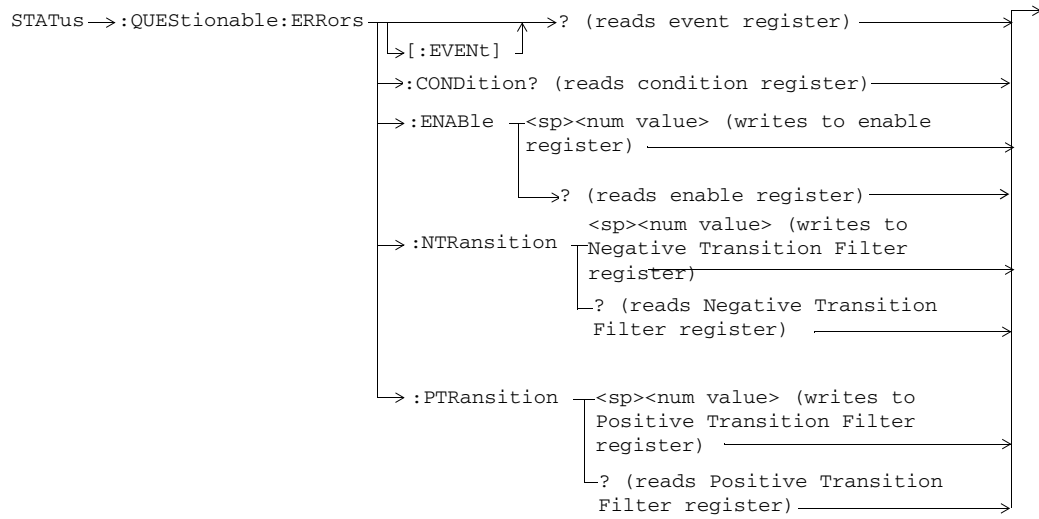 STATus :QUEStionable:ERRors ? (reads event register)
[:EVENt]
:CONDition? (reads condition register)
:ENABle <sp><num value> (writes to enable
register)
? (reads enable register)
<sp><num value> (writes to
:NTRansition Negative Transition Filter
register)
? (reads Negative Transition
Filter register)
:PTRansition <sp><num value> (writes to
Positive Transition Filter
register)
? (reads Positive Transition
Filter register)